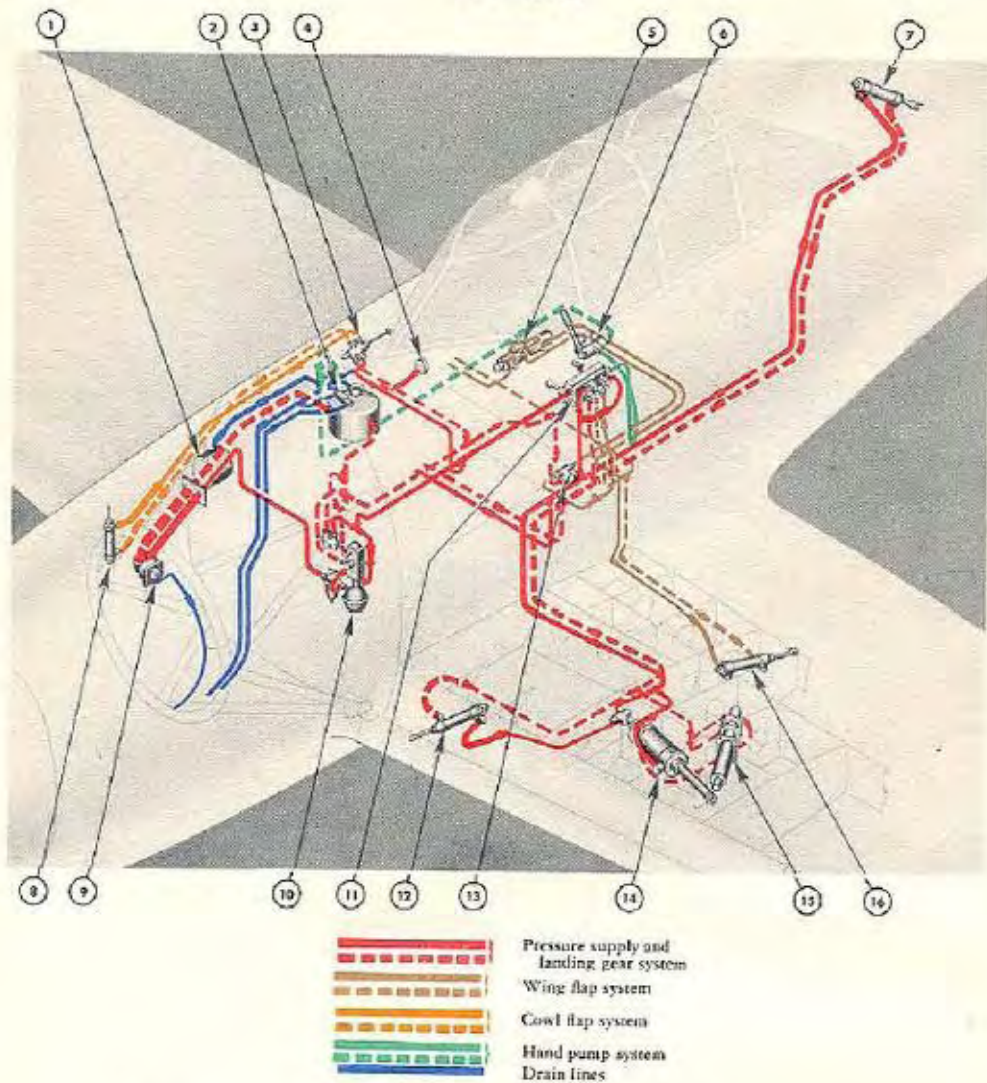 1 2 3 4 5 6 7
8 9 10 11 12 13 14 15 16
Pressure supply and
landing gear system
Wing flap system
Cowl flap system
Hand pump system
Drain lines